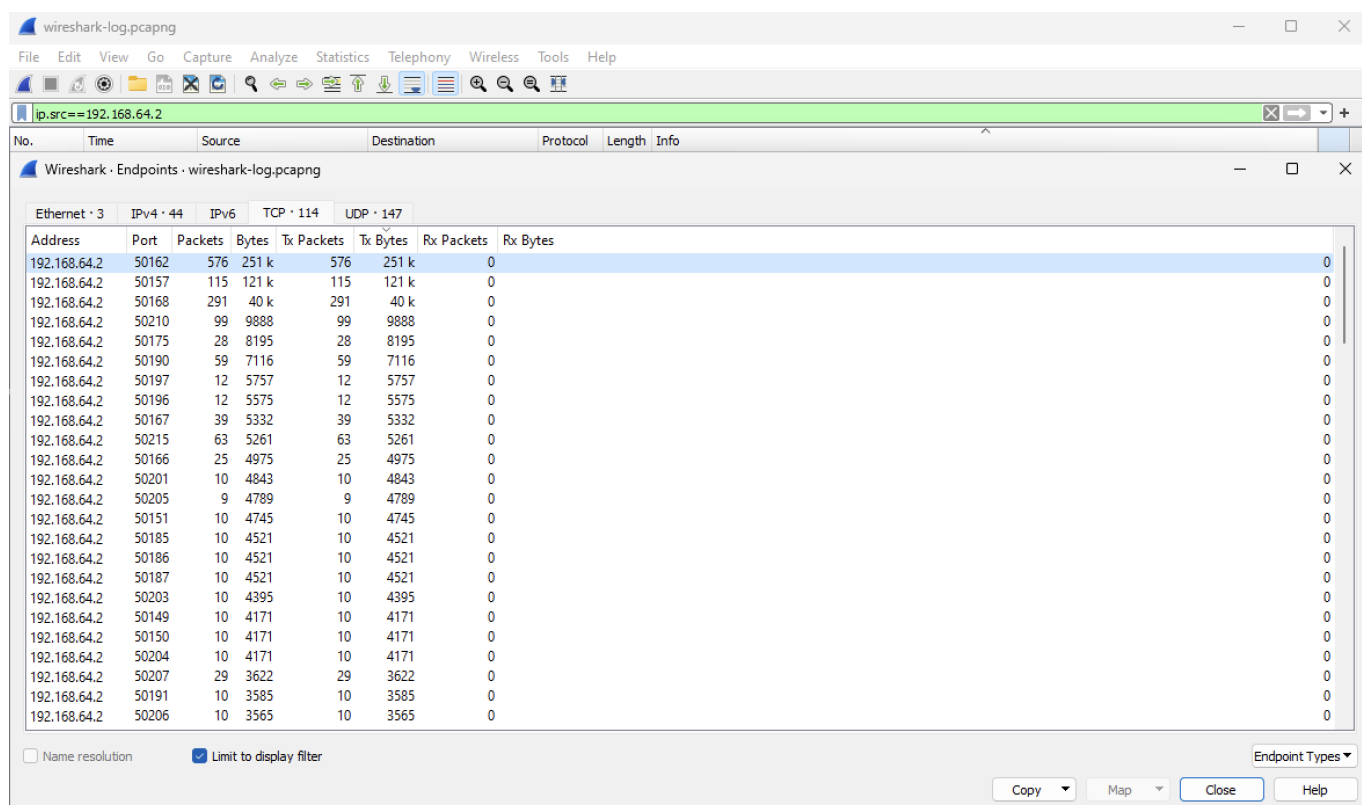 wireshark-log.pcapng
File Edit View Go Capture Analyze Statistics Telephony Wireless Tools Help
ip.src==192.168.64.2
No. Time Source Destination Protocol Length Info
Wireshark · Endpoints · wireshark-log.pcapng
Ethernet · 3 IPv4 · 44 IPv6 TCP · 114 UDP · 147
Address Port Packets Bytes Tx Packets Tx Bytes Rx Packets Rx Bytes
192.168.64.2 50162 576 251 k 576 251 k 0 0
192.168.64.2 50157 115 121 k 115 121 k 0 0
192.168.64.2 50168 291 40 k 291 40 k 0 0
192.168.64.2 50210 99 9888 99 9888 0 0
192.168.64.2 50175 28 8195 28 8195 0 0
192.168.64.2 50190 59 7116 59 7116 0 0
192.168.64.2 50197 12 5757 12 5757 0 0
192.168.64.2 50196 12 5575 12 5575 0 0
192.168.64.2 50167 39 5332 39 5332 0 0
192.168.64.2 50215 63 5261 63 5261 0 0
192.168.64.2 50166 25 4975 25 4975 0 0
192.168.64.2 50201 10 4843 10 4843 0 0
192.168.64.2 50205 9 4789 9 4789 0 0
192.168.64.2 50151 10 4745 10 4745 0 0
192.168.64.2 50185 10 4521 10 4521 0 0
192.168.64.2 50186 10 4521 10 4521 0 0
192.168.64.2 50187 10 4521 10 4521 0 0
192.168.64.2 50203 10 4395 10 4395 0 0
192.168.64.2 50149 10 4171 10 4171 0 0
192.168.64.2 50150 10 4171 10 4171 0 0
192.168.64.2 50204 10 4171 10 4171 0 0
192.168.64.2 50207 29 3622 29 3622 0 0
192.168.64.2 50191 10 3585 10 3585 0 0
192.168.64.2 50206 10 3565 10 3565 0 0
Name resolution Limit to display filter Endpoint Types
Copy Map Close Help